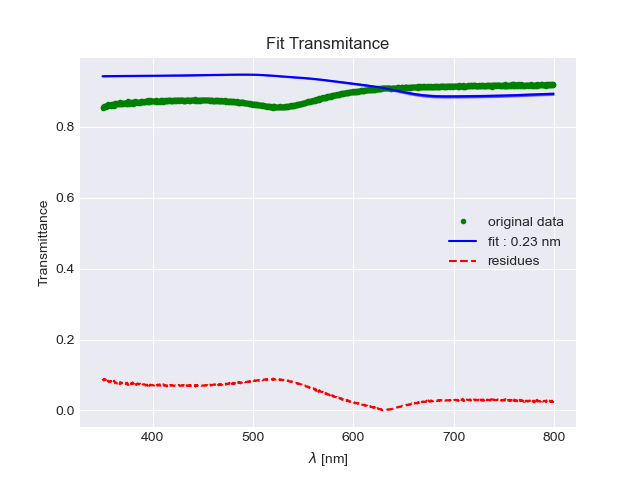 Fit Transmitance
Transmittance
0.8
0.6
0.4
0.2
0.0
original data
fit : 0.23 nm
residues
400 500 600 700 800
λ [nm]